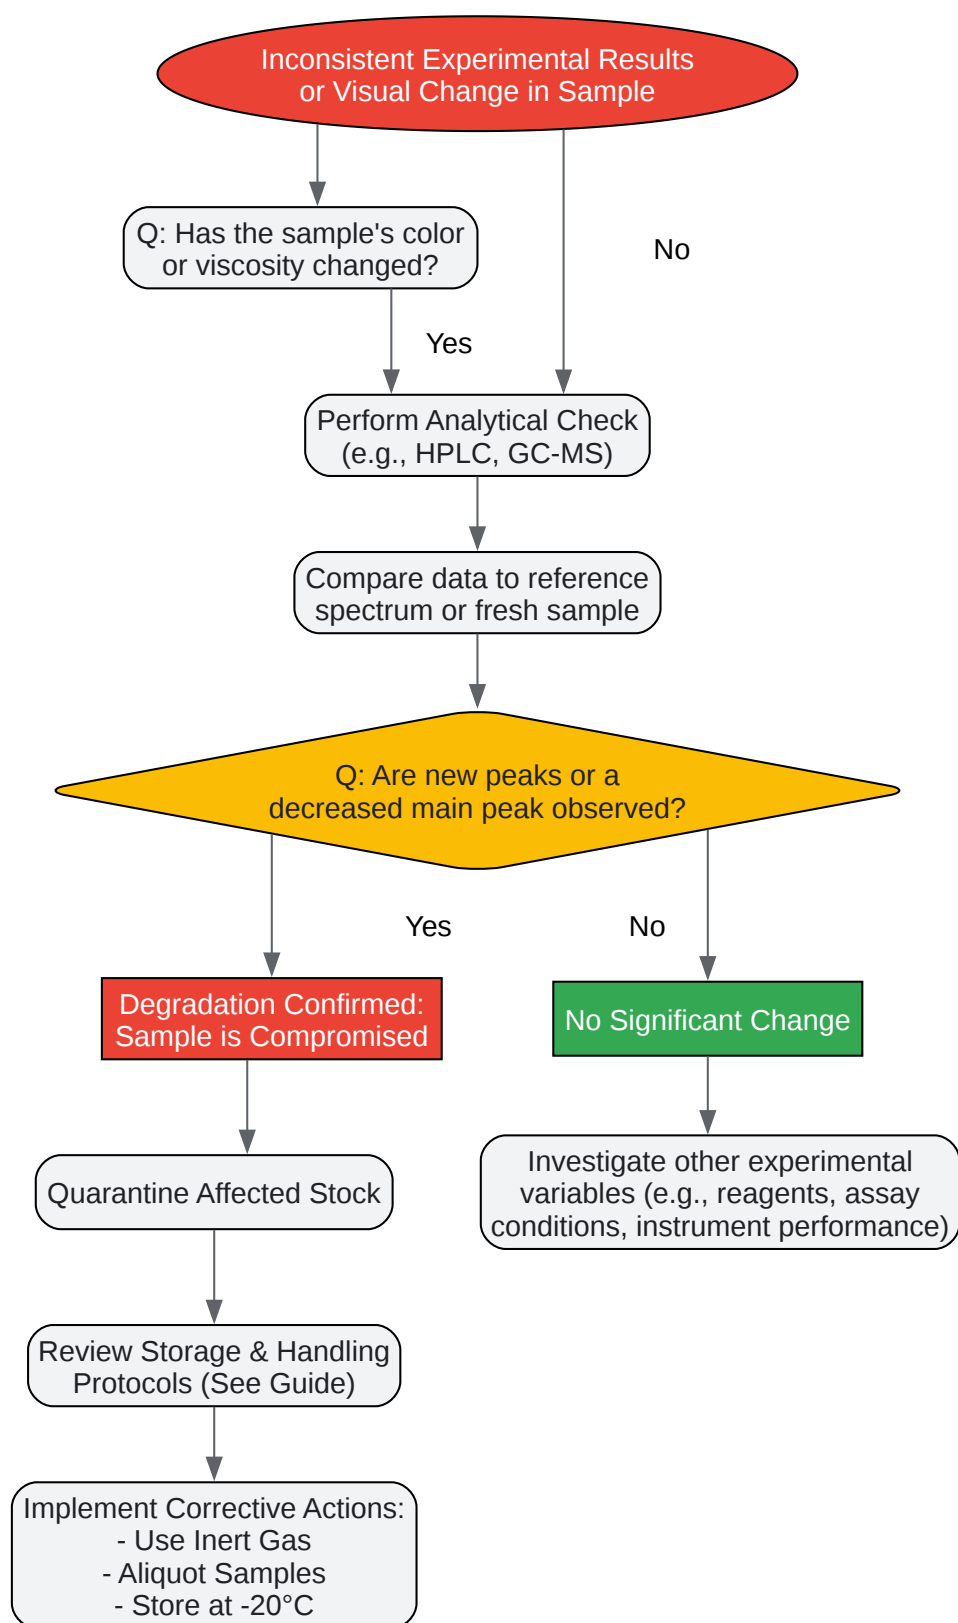 Inconsistent Experimental Results
or Visual Change in Sample
Q: Has the sample's color
or viscosity changed?
No
Yes
Perform Analytical Check
(e.g., HPLC, GC-MS)
Compare data to reference
spectrum or fresh sample
Q: Are new peaks or a
decreased main peak observed?
Yes
No
Degradation Confirmed:
Sample is Compromised
No Significant Change
Quarantine Affected Stock
Investigate other experimental
variables (e.g., reagents, assay
conditions, instrument performance)
Review Storage & Handling
Protocols (See Guide)
Implement Corrective Actions:
- Use Inert Gas
- Aliquot Samples
- Store at -20°C